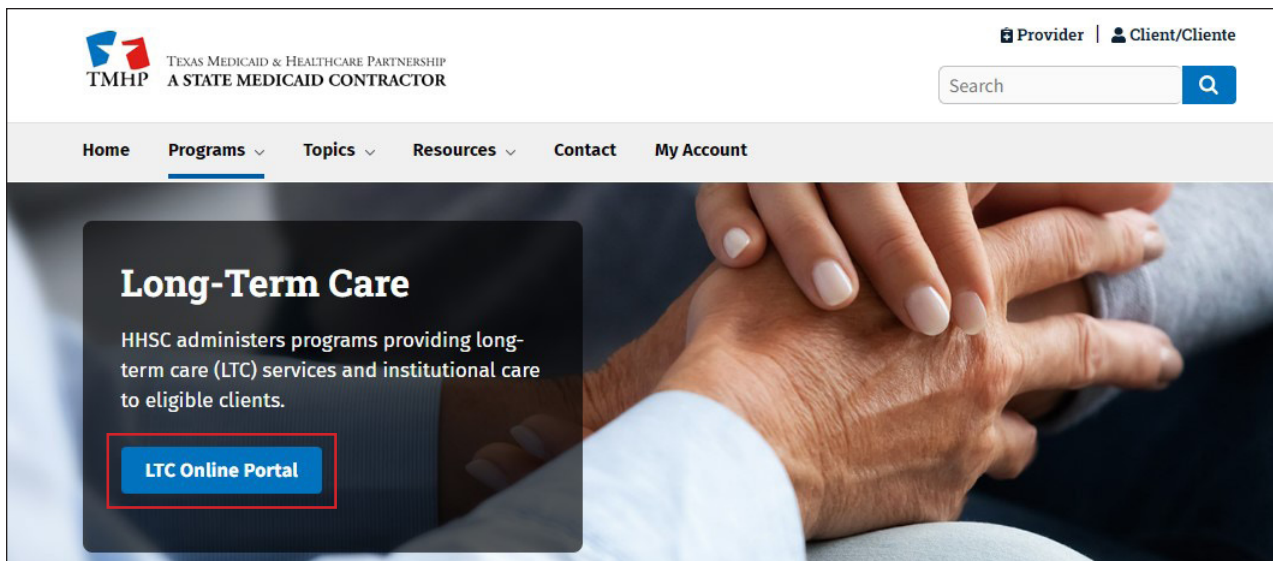 Provider | Client/Cliente
TMHP
TEXAS MEDICAID & HEALTHCARE PARTNERSHIP
A STATE MEDICAID CONTRACTOR
Search
Home Programs Topics Resources Contact My Account
Long-Term Care
HHSC administers programs providing long-
term care (LTC) services and institutional care
to eligible clients.
LTC Online Portal